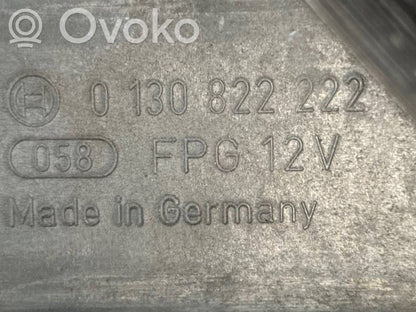 Ovoko
0 130 822 222
058 FPG 12V
Made in Germany